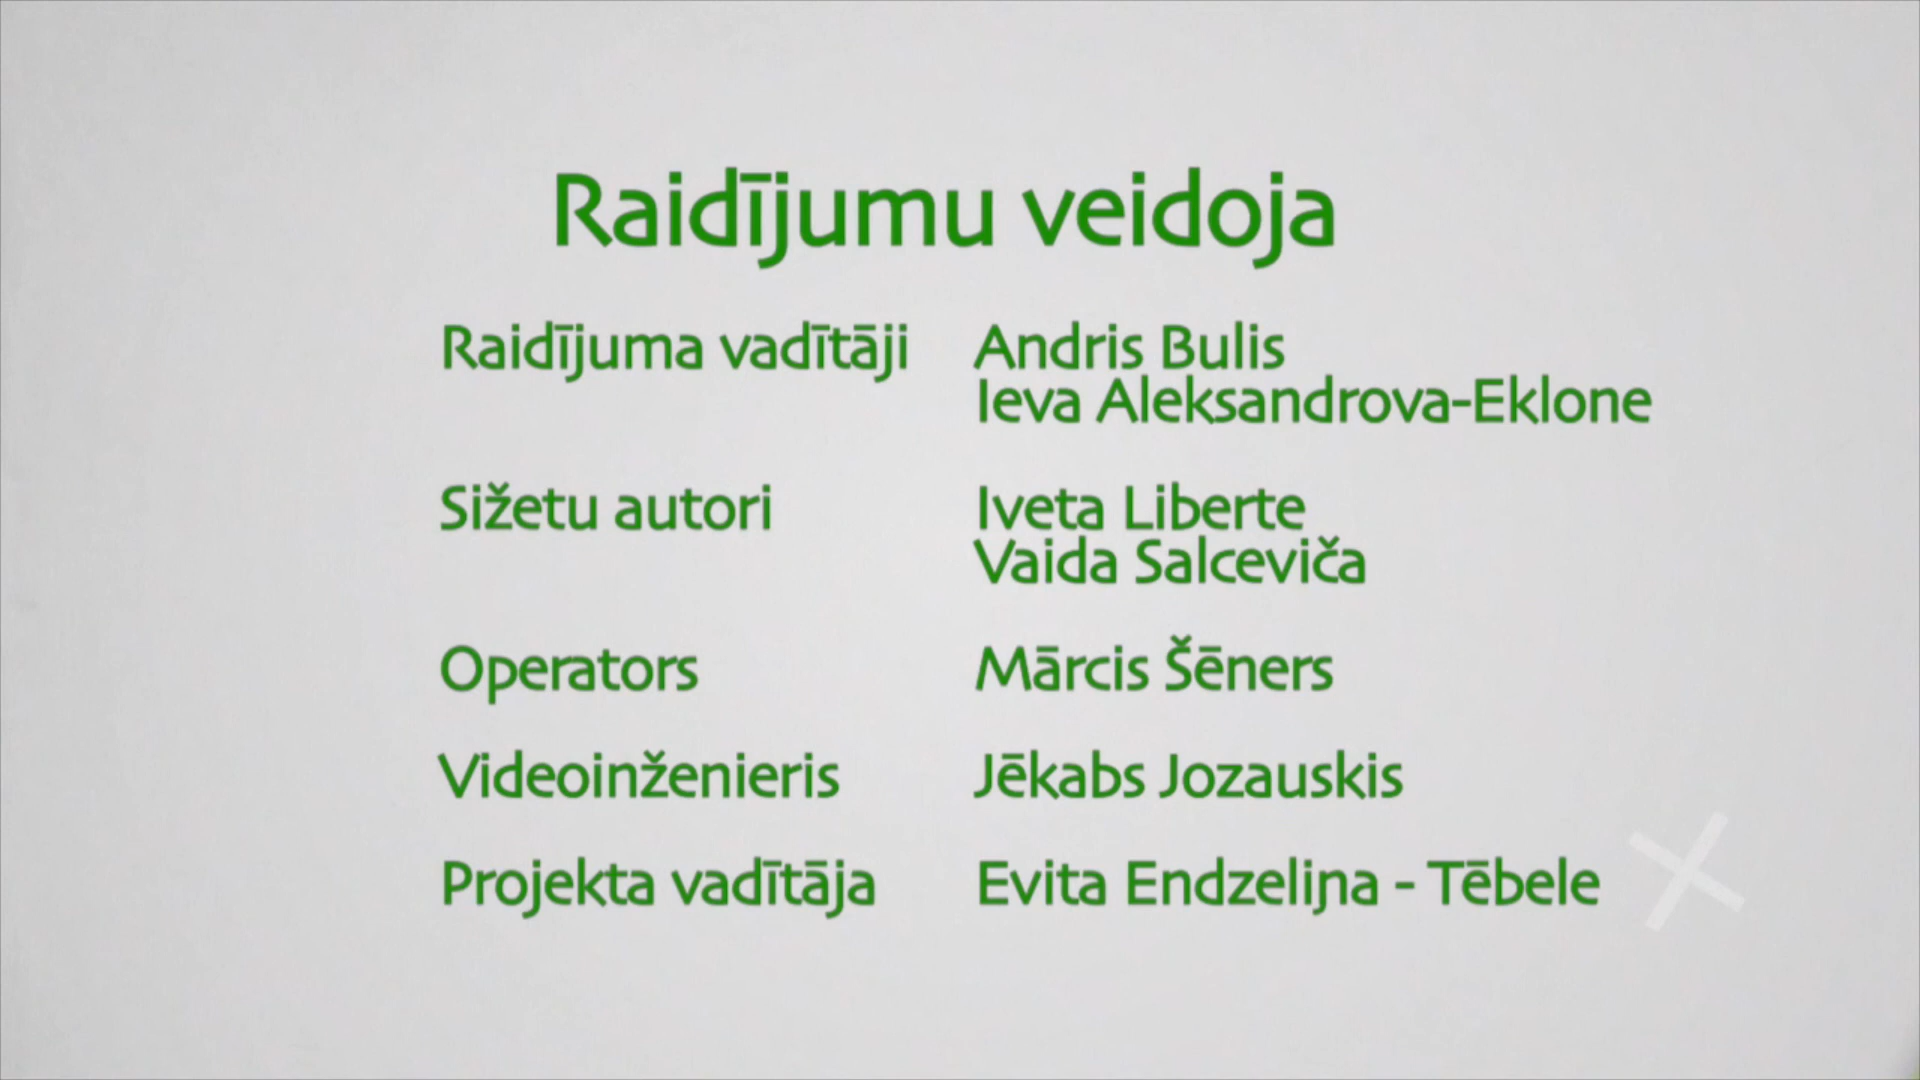 Raidījumu veidoja
Raidījuma vadītāji Andris Bulis
Ieva Aleksandrova-Eklone
Sižetu autori Iveta Liberte
Vaida Salceviča
Operators Mārcis Šēners
Videoinženieris Jēkabs Jozauskis
Projekta vadītāja Evita Endzeliņa - Tēbele